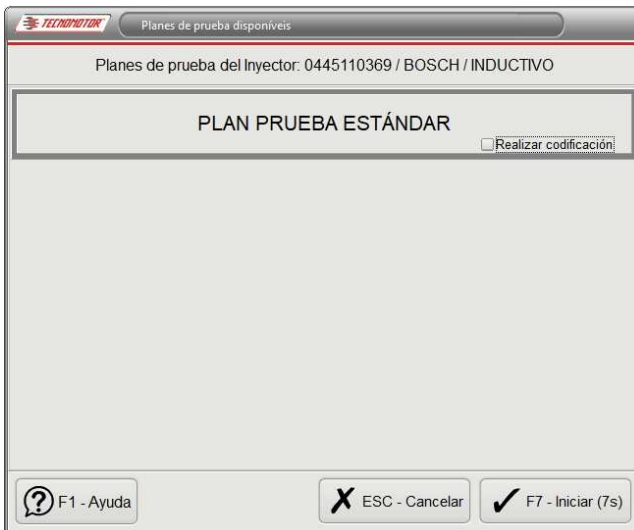 TECNOMOTOR
Planes de prueba disponíveis
Planes de prueba del Inyector: 0445110369 / BOSCH / INDUCTIVO
PLAN PRUEBA ESTÁNDAR
Realizar codificación
F1 - Ayuda
ESC - Cancelar
F7 - Iniciar (7s)